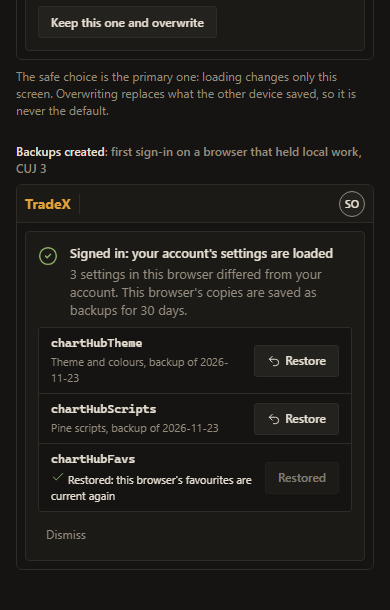 Keep this one and overwrite
The safe choice is the primary one: loading changes only this
screen. Overwriting replaces what the other device saved, so it is
never the default.
Backups created: first sign-in on a browser that held local work,
CUJ 3
TradeX
SO
Signed in: your account's settings are loaded
3 settings in this browser differed from your
account. This browser's copies are saved as
backups for 30 days.
chartHubTheme
Theme and colours, backup of 2026-
11-23
Restore
chartHubScripts
Pine scripts, backup of 2026-11-23
Restore
chartHubFavs
Restored: this browser's favourites are
current again
Restored
Dismiss